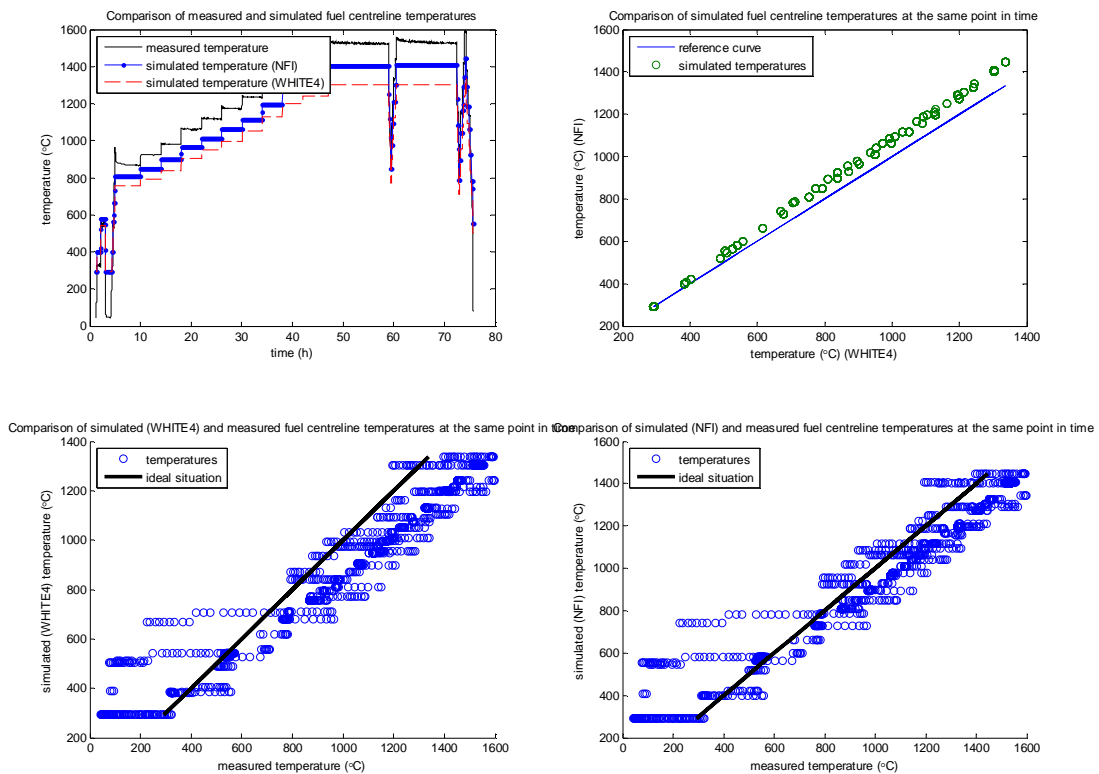 Comparison of measured and simulated fuel centreline temperatures
1600
1400
1200
1000
800
600
400
200
0
temperature (°C)
measured temperature
simulated temperature (NFI)
simulated temperature (WHITE4)
0 10 20 30 40 50 60 70 80
time (h)
Comparison of simulated fuel centreline temperatures at the same point in time
1600
1400
1200
1000
800
600
400
200
temperature (°C) (NFI)
reference curve
simulated temperatures
200 400 600 800 1000 1200 1400
temperature (°C) (WHITE4)
Comparison of simulated (WHITE4) and measured fuel centreline temperatures at the same point in time
1400
1200
1000
800
600
400
200
simulated (WHITE4) temperature (°C)
temperatures
ideal situation
0 200 400 600 800 1000 1200 1400 1600
measured temperature (°C)
Comparison of simulated (NFI) and measured fuel centreline temperatures at the same point in time
1600
1400
1200
1000
800
600
400
200
simulated (NFI) temperature (°C)
temperatures
ideal situation
0 200 400 600 800 1000 1200 1400 1600
measured temperature (°C)